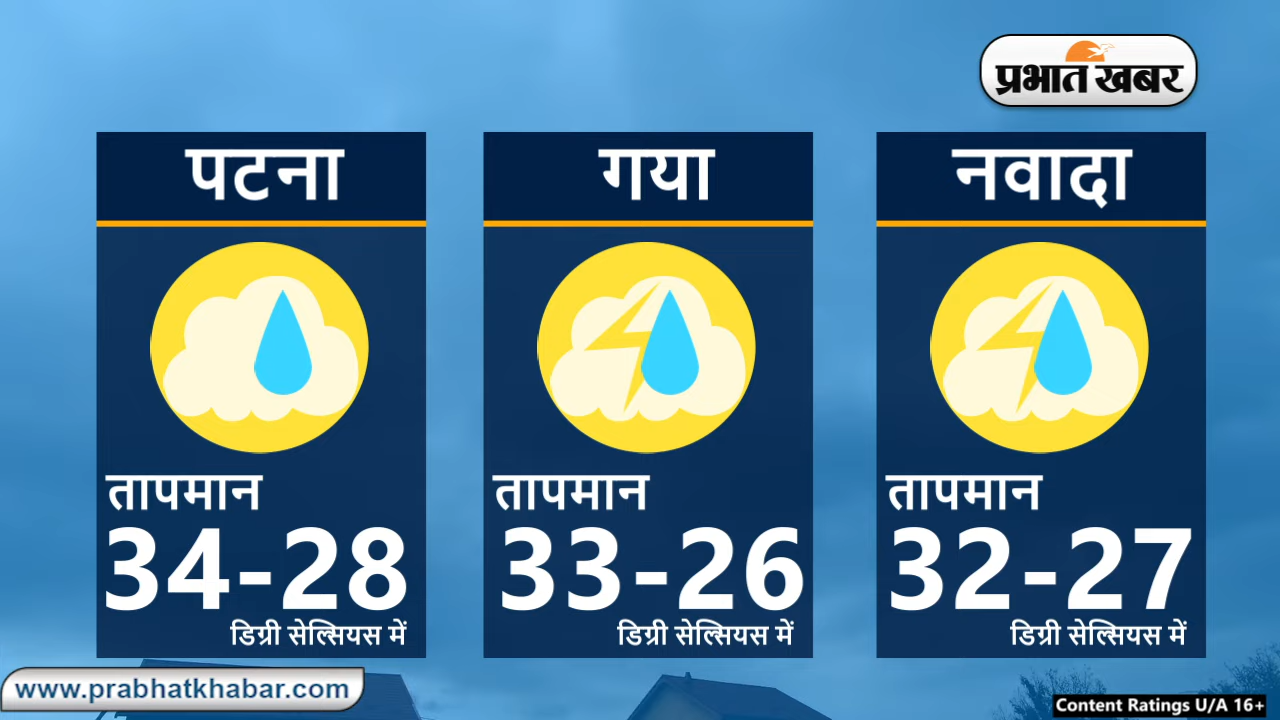 प्रभात खबर
पटना
तापमान
34-28
डिग्री सेल्सियस में
गया
तापमान
33-26
डिग्री सेल्सियस में
नवादा
तापमान
32-27
डिग्री सेल्सियस में
www.prabhatkhabar.com
Content Ratings U/A 16+